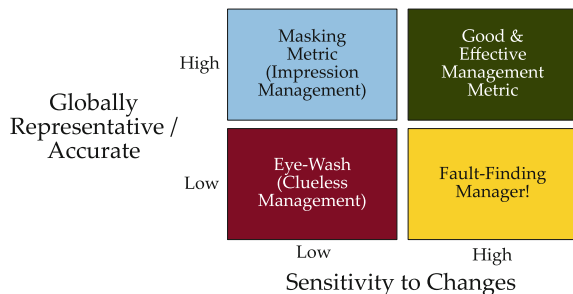 Masking
Metric
(Impression
Management)
Good &
Effective
Management
Metric
High
Globally
Representative /
Accurate
Eye-Wash
(Clueless
Management)
Fault-Finding
Manager!
Low
Low
High
Sensitivity to Changes